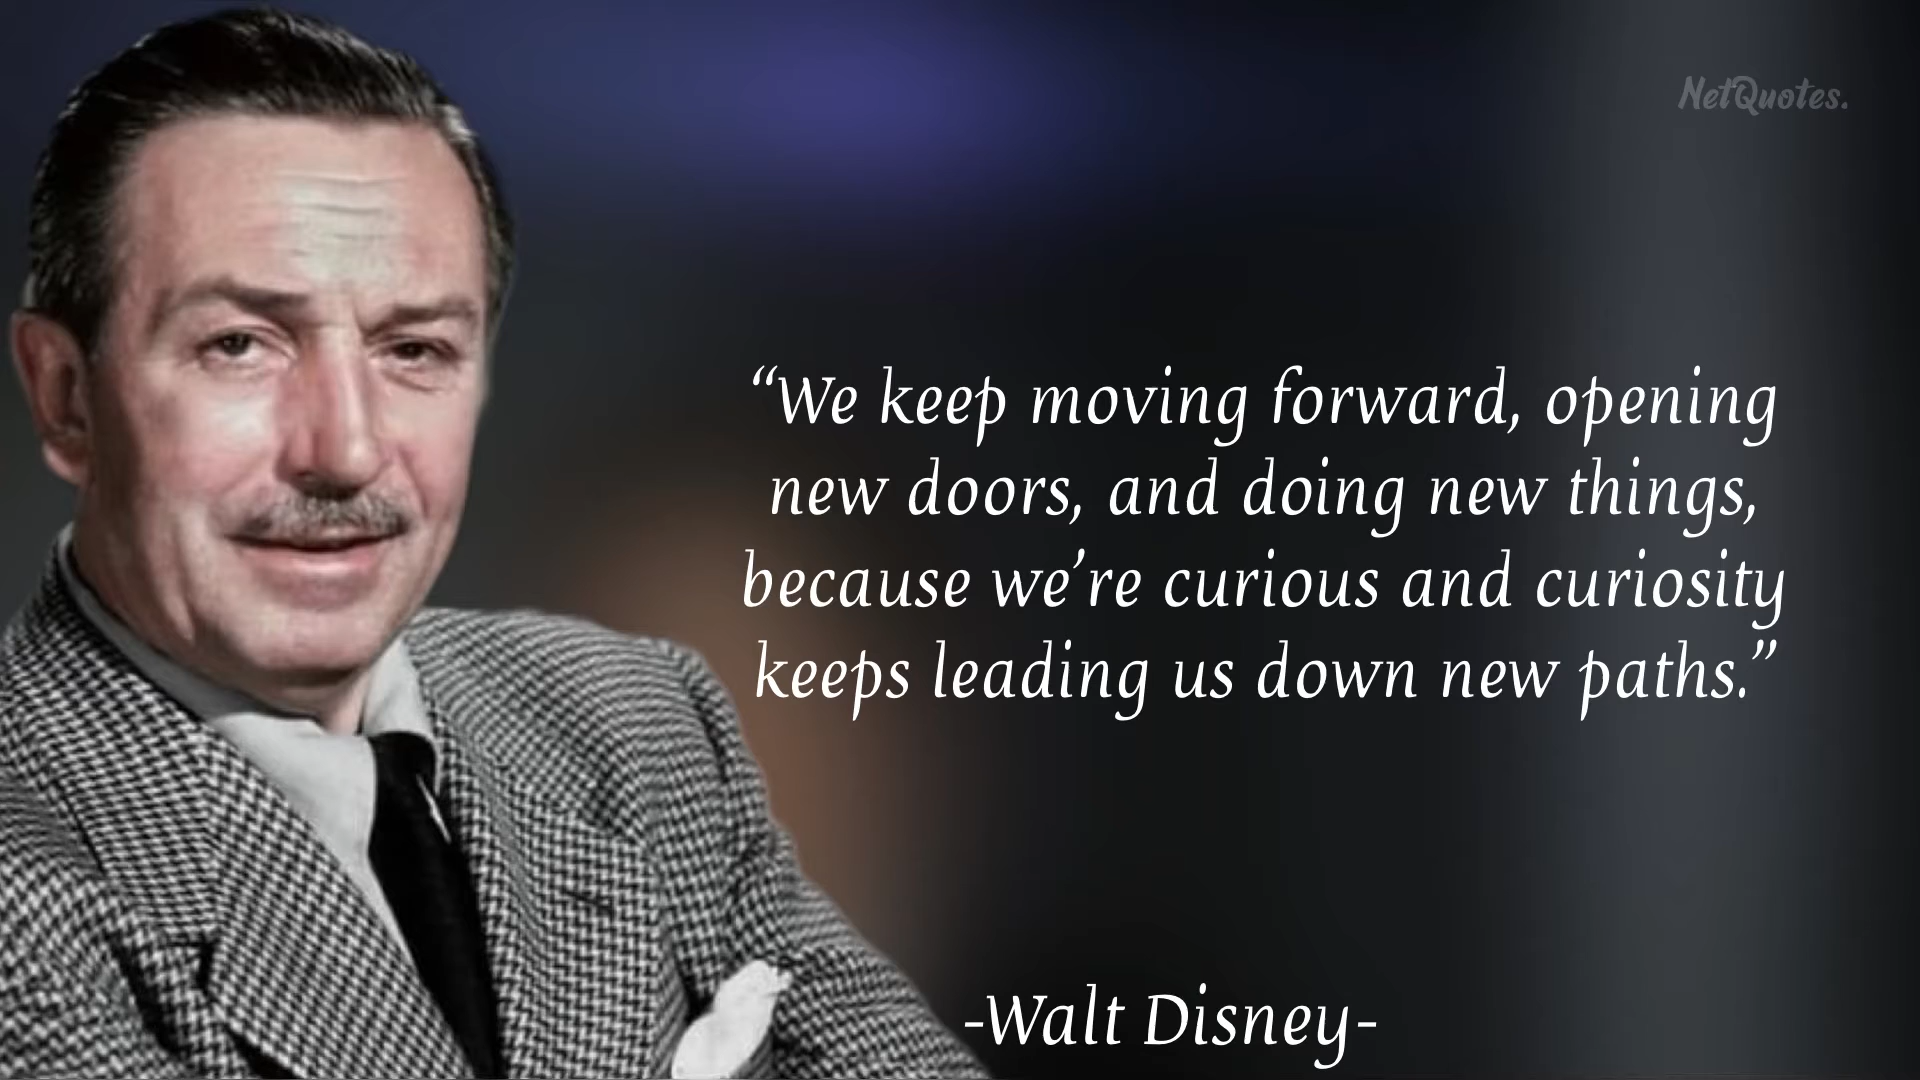 NetQuotes.
“We keep moving forward, opening
new doors, and doing new things,
because we’re curious and curiosity
keeps leading us down new paths.”
-Walt Disney-